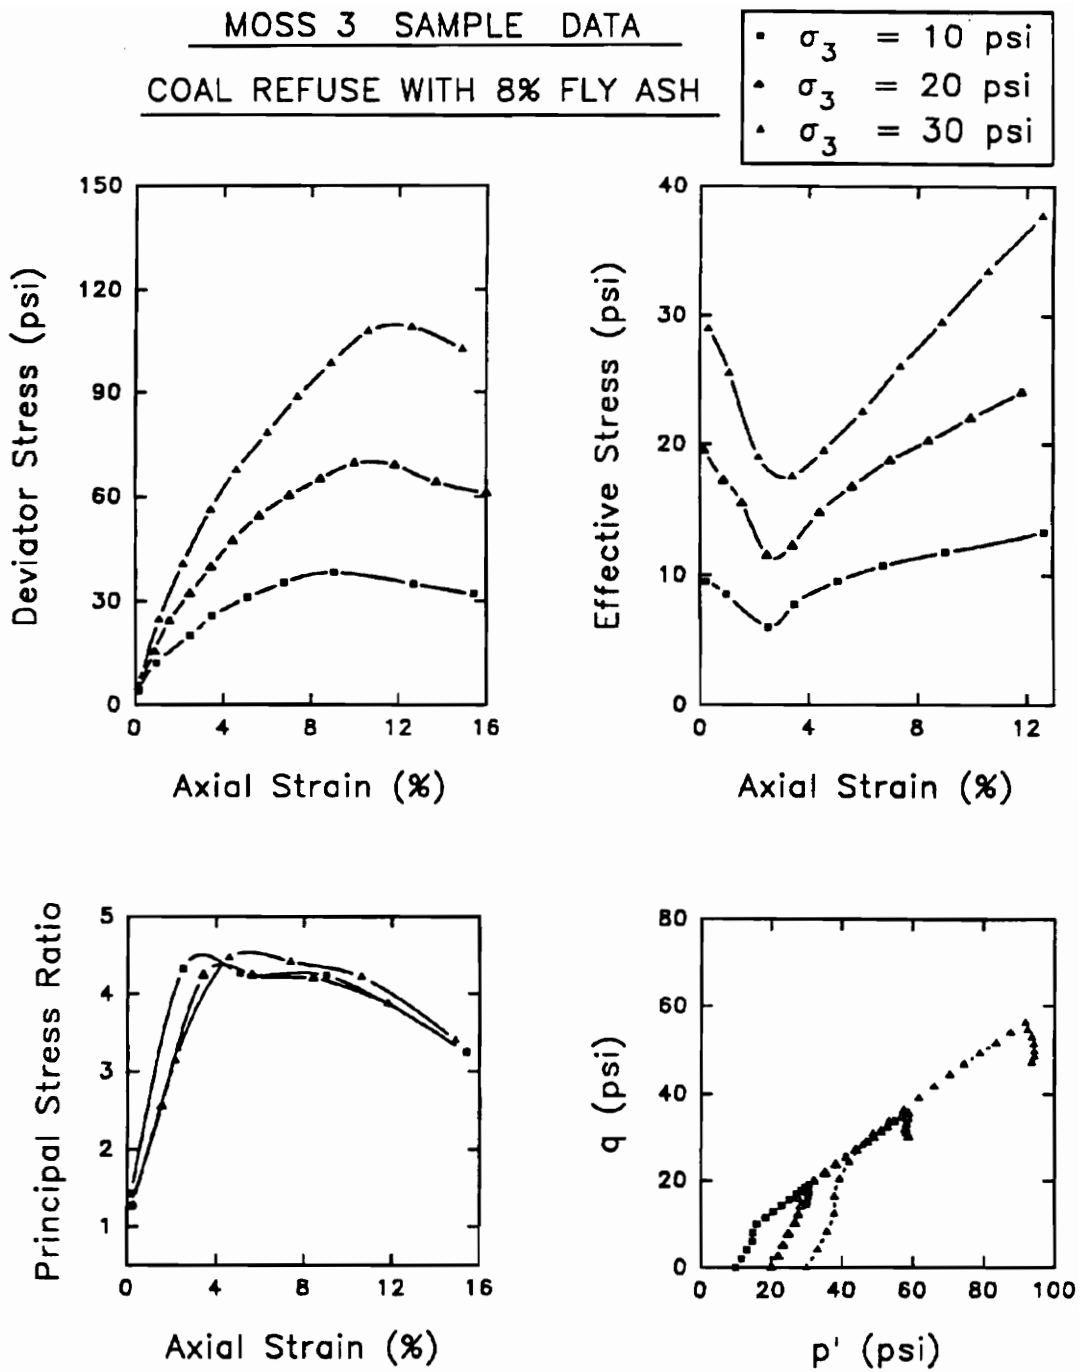 MOSS 3 SAMPLE DATA
COAL REFUSE WITH 8% FLY ASH
σ3 = 10 psi
σ3 = 20 psi
σ3 = 30 psi
Deviator Stress (psi)
150
120
90
60
30
0
0 4 8 12 16
Axial Strain (%)
Effective Stress (psi)
40
30
20
10
0
0 4 8 12
Axial Strain (%)
Principal Stress Ratio
5
4
3
2
1
0 4 8 12 16
Axial Strain (%)
q (psi)
80
60
40
20
0
0 20 40 60 80 100
p' (psi)